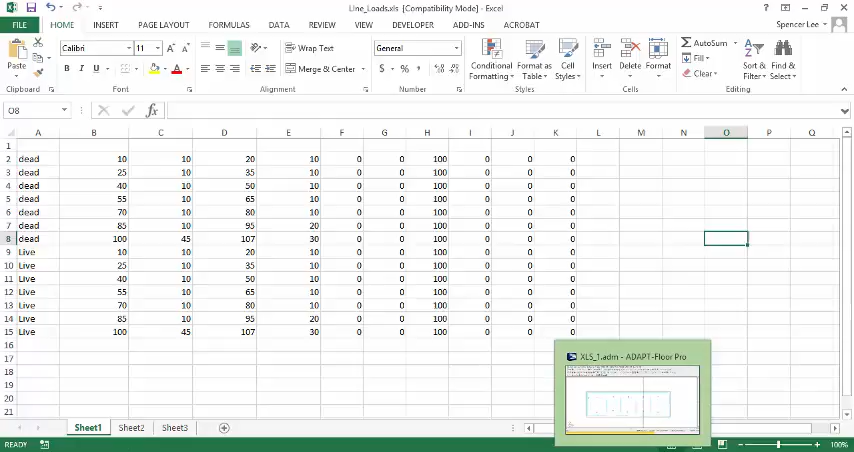 Line_Loads.xls [Compatibility Mode] - Excel
FILE HOME INSERT PAGE LAYOUT FORMULAS DATA REVIEW VIEW DEVELOPER ADD-INS ACROBAT Spencer Lee
Calibri 11 Wrap Text General AutoSum
Paste B I U Merge & Center $ % Conditional Formatting Format as Table Cell Styles Insert Delete Format Fill Clear Sort & Filter Find & Select
Clipboard Font Alignment Number Styles Cells Editing
O8 fx
A B C D E F G H I J K L M N O P Q
1
2 dead 10 10 20 10 0 0 100 0 0 0
3 dead 25 10 35 10 0 0 100 0 0 0
4 dead 40 10 50 10 0 0 100 0 0 0
5 dead 55 10 65 10 0 0 100 0 0 0
6 dead 70 10 80 10 0 0 100 0 0 0
7 dead 85 10 95 20 0 0 100 0 0 0
8 dead 100 45 107 30 0 0 100 0 0 0
9 Live 10 10 20 10 0 0 100 0 0 0
10 Live 25 10 35 10 0 0 100 0 0 0
11 Live 40 10 50 10 0 0 100 0 0 0
12 Live 55 10 65 10 0 0 100 0 0 0
13 Live 70 10 80 10 0 0 100 0 0 0
14 Live 85 10 95 20 0 0 100 0 0 0
15 Live 100 45 107 30 0 0 100 0 0 0
16
17
18
19
20
21
XLS_1.adm - ADAPT-Floor Pro
Sheet1 Sheet2 Sheet3
READY 100%